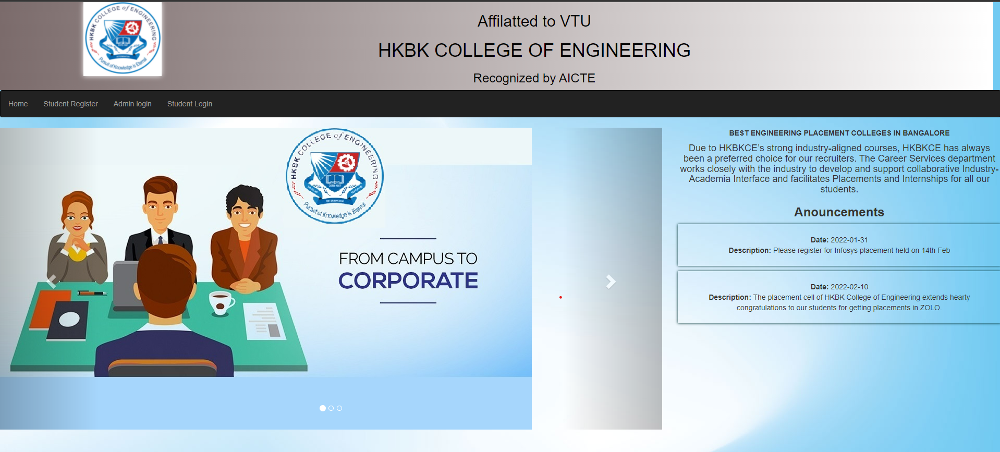 HKBK COLLEGE of ENGINEERING
Pursuit of Knowledge is Eternal
Affilatted to VTU
HKBK COLLEGE OF ENGINEERING
Recognized by AICTE
Home Student Register Admin login Student Login
HKBK COLLEGE of ENGINEERING
Pursuit of Knowledge is Eternal
FROM CAMPUS TO
CORPORATE
BEST ENGINEERING PLACEMENT COLLEGES IN BANGALORE
Due to HKBKCE’s strong industry-aligned courses, HKBKCE has always
been a preferred choice for our recruiters. The Career Services department
works closely with the industry to develop and support collaborative Industry-
Academia Interface and facilitates Placements and Internships for all our
students.
Anouncements
Date: 2022-01-31
Description: Please register for Infosys placement held on 14th Feb
Date: 2022-02-10
Description: The placement cell of HKBK College of Engineering extends hearty
congratulations to our students for getting placements in ZOLO.